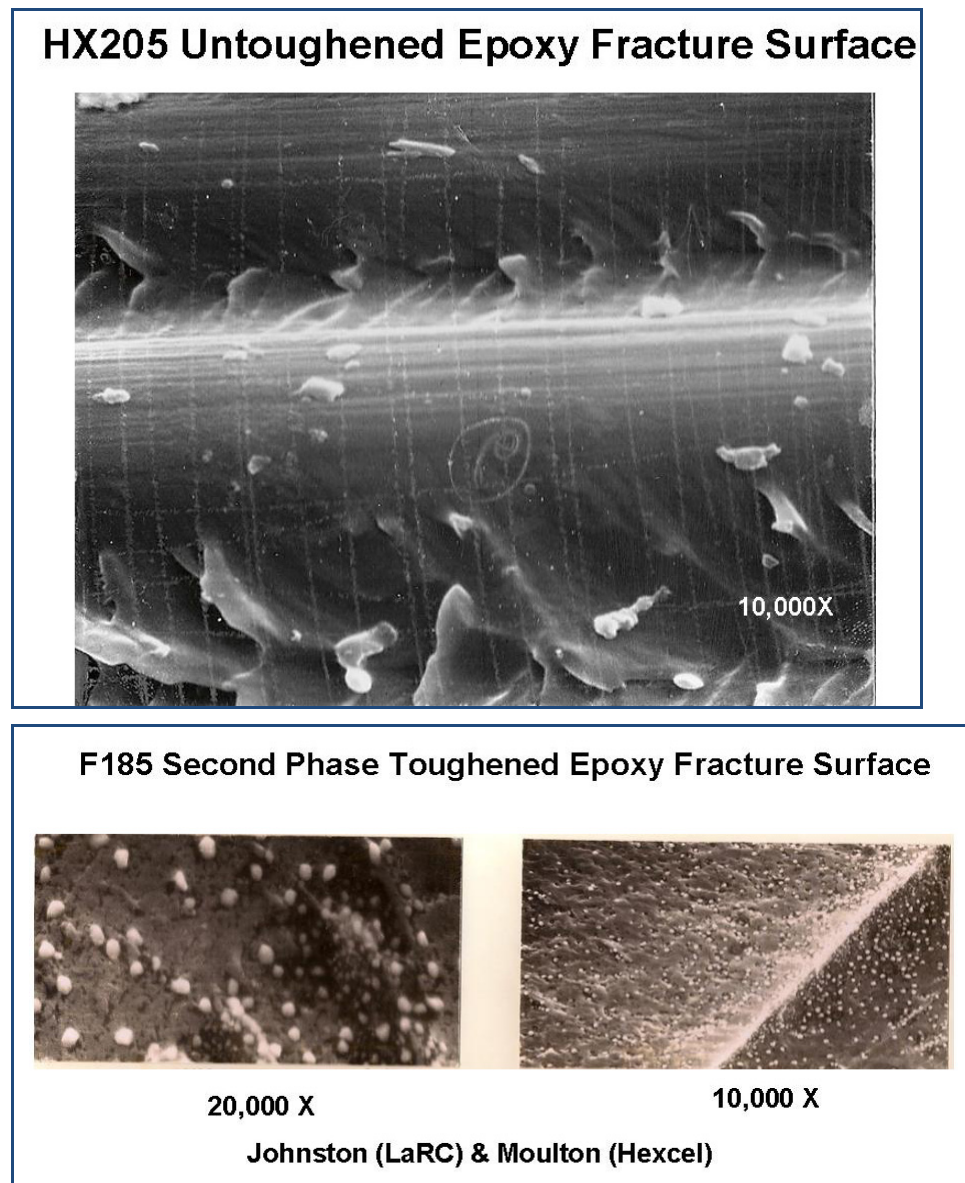 HX205 Untoughened Epoxy Fracture Surface
10,000X
F185 Second Phase Toughened Epoxy Fracture Surface
20,000 X
10,000 X
Johnston (LaRC) & Moulton (Hexcel)